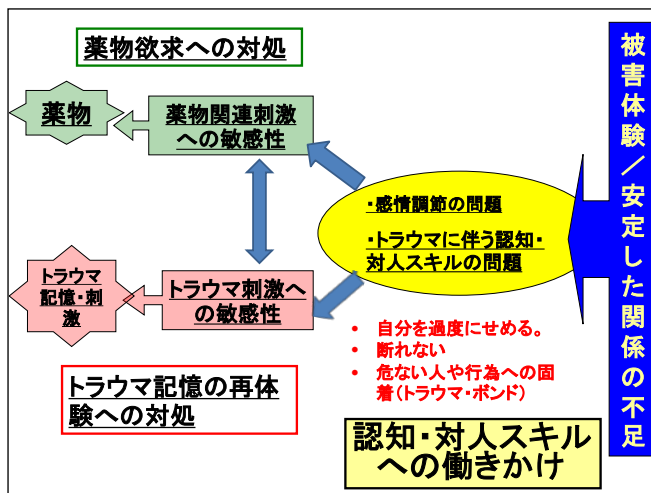 薬物欲求への対処
薬物
薬物関連刺激
への敏感性
被害体験／安定した関係の不足
・感情調節の問題
・トラウマに伴う認知・
対人スキルの問題
トラウマ
記憶・刺
激
トラウマ刺激へ
の敏感性
• 自分を過度にせめる。
• 断れない
• 危ない人や行為への固
着（トラウマ・ボンド）
トラウマ記憶の再体
験への対処
認知・対人スキル
への働きかけ